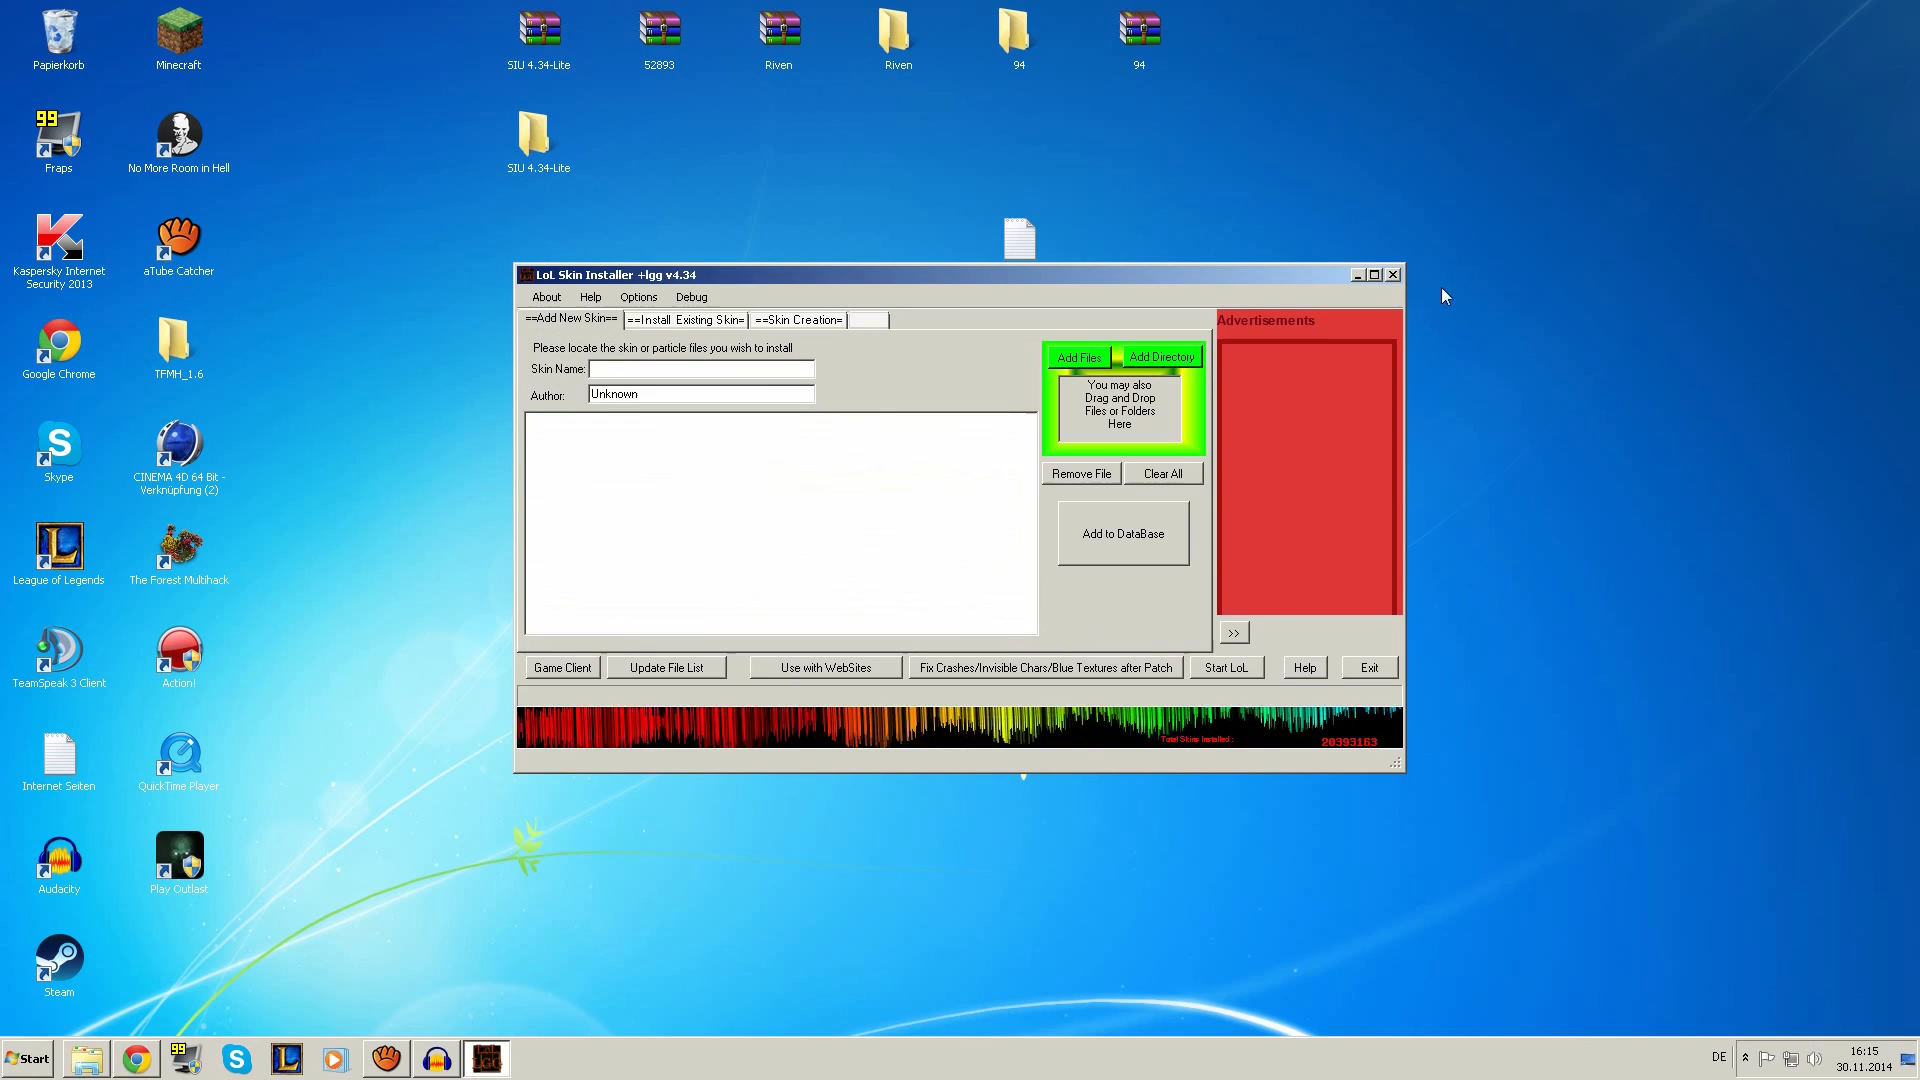 Papierkorb
Minecraft
SIU 4.34-Lite
52893
Riven
Riven
94
94
99
Fraps
No More Room in Hell
SIU 4.34-Lite
Kaspersky Internet
Security 2013
aTube Catcher
Google Chrome
TFMH_1.6
Skype
CINEMA 4D 64 Bit -
Verknüpfung (2)
League of Legends
The Forest Multihack
TeamSpeak 3 Client
Action!
Internet Seiten
QuickTime Player
Audacity
Play Outlast
Steam
LoL Skin Installer +lgg v4.34
About Help Options Debug
==Add New Skin== ==Install Existing Skin= ==Skin Creation=
Advertisements
Please locate the skin or particle files you wish to install
Skin Name:
Author: Unknown
Add Files Add Directory
You may also
Drag and Drop
Files or Folders
Here
Remove File Clear All
Add to DataBase
>>
Game Client Update File List Use with WebSites Fix Crashes/Invisible Chars/Blue Textures after Patch Start LoL Help Exit
Total Skins Installed : 20393163
Start
99
DE
16:15
30.11.2014